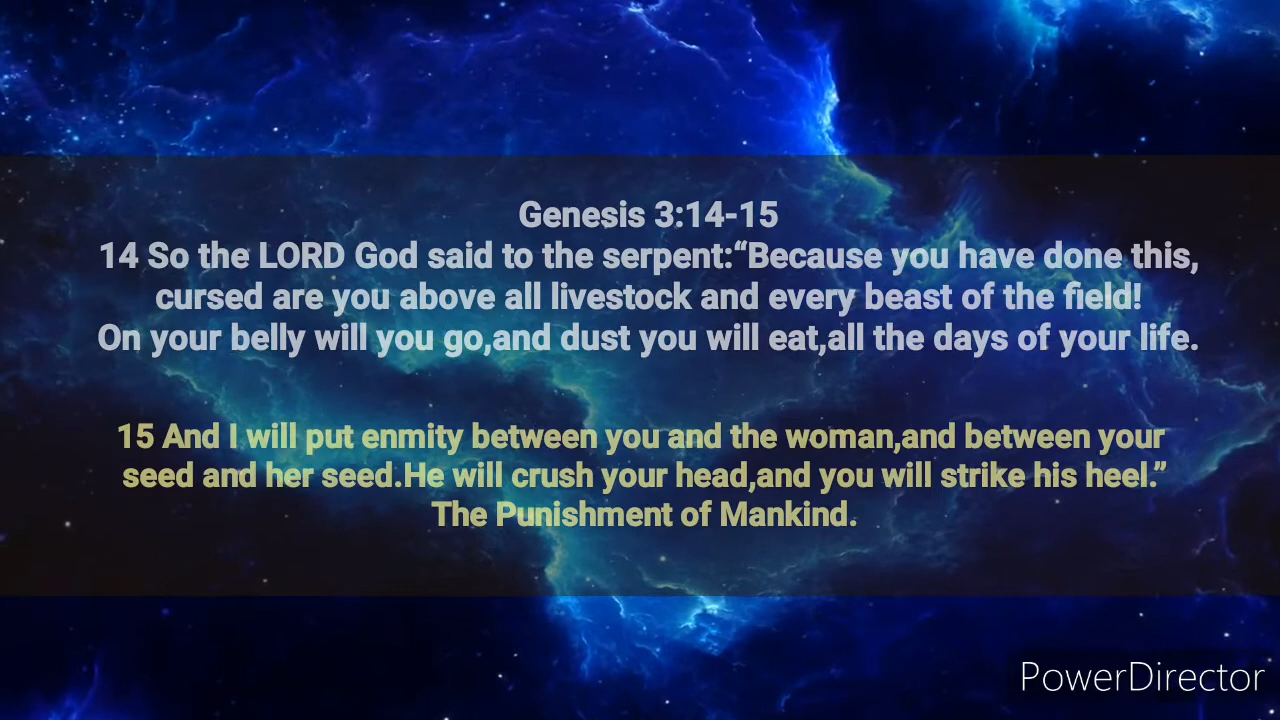 Genesis 3:14-15
14 So the LORD God said to the serpent:“Because you have done this,
cursed are you above all livestock and every beast of the field!
On your belly will you go,and dust you will eat,all the days of your life.
15 And I will put enmity between you and the woman,and between your
seed and her seed.He will crush your head,and you will strike his heel.”
The Punishment of Mankind.
PowerDirector